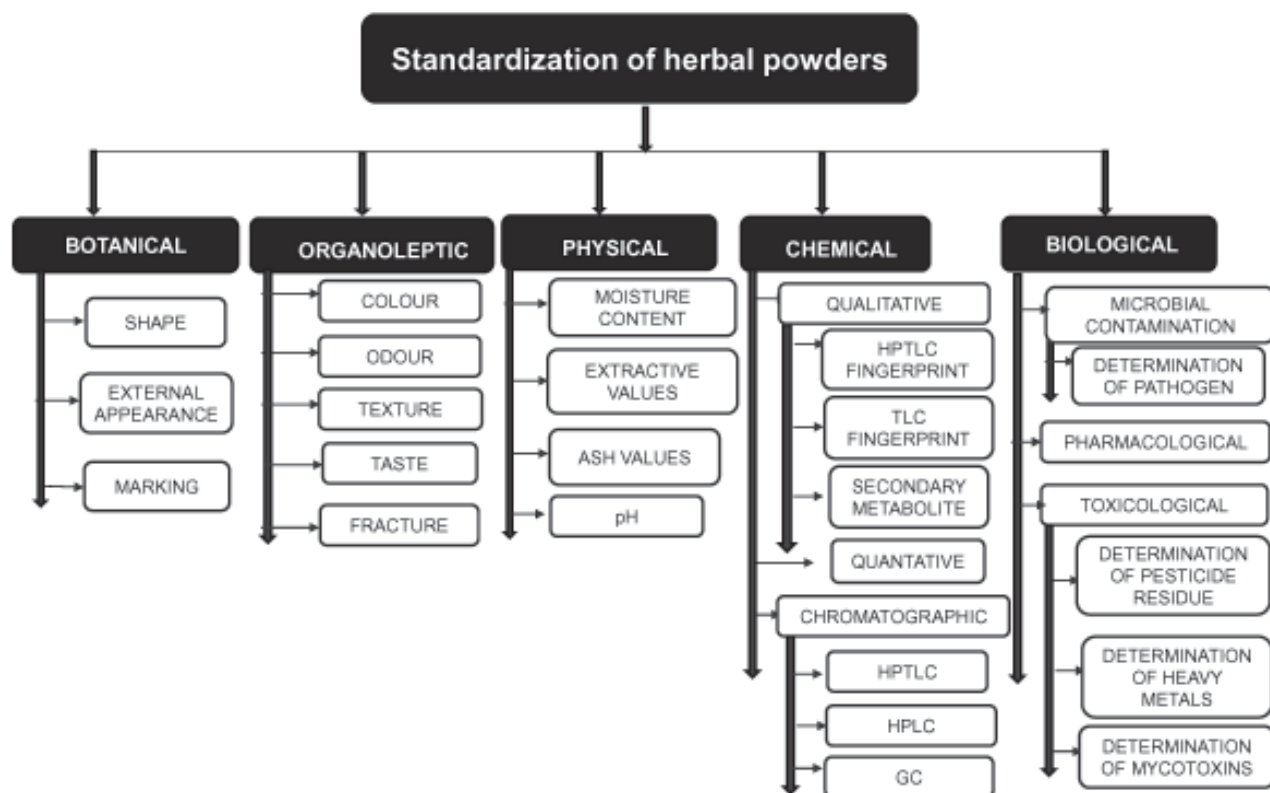 Standardization of herbal powders
BOTANICAL
SHAPE
EXTERNAL
APPEARANCE
MARKING
ORGANOLEPTIC
COLOUR
ODOUR
TEXTURE
TASTE
FRACTURE
PHYSICAL
MOISTURE
CONTENT
EXTRACTIVE
VALUES
ASH VALUES
pH
CHEMICAL
QUALITATIVE
HPTLC
FINGERPRINT
TLC
FINGERPRINT
SECONDARY
METABOLITE
QUANTATIVE
CHROMATOGRAPHIC
HPTLC
HPLC
GC
BIOLOGICAL
MICROBIAL
CONTAMINATION
DETERMINATION
OF PATHOGEN
PHARMACOLOGICAL
TOXICOLOGICAL
DETERMINATION
OF PESTICIDE
RESIDUE
DETERMINATION
OF HEAVY
METALS
DETERMINATION
OF MYCOTOXINS